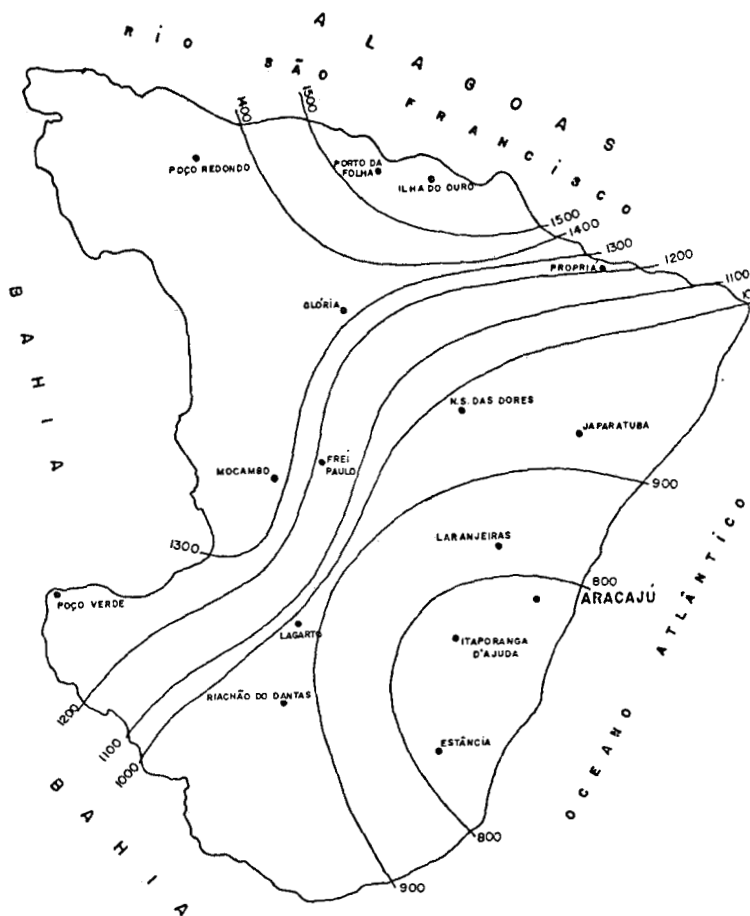 ALAGOAS
RIO SÃO FRANCISCO
1400
1500
POÇO REDONDO
PORTO DA
FOLHA
ILHA DO OURO
1500
1400
1300
1200
1100
PROPRIÁ
GLÓRIA
BAHIA
N.S. DAS DORES
JAPARATUBA
MOCAMBO
FREI
PAULO
900
1300
LARANJEIRAS
800
ARACAJÚ
POÇO VERDE
LAGARTO
ITAPORANGA
D'AJUDA
OCEANO ATLÂNTICO
RIACHÃO DO DANTAS
1200
1100
1000
ESTÂNCIA
BAHIA
800
900